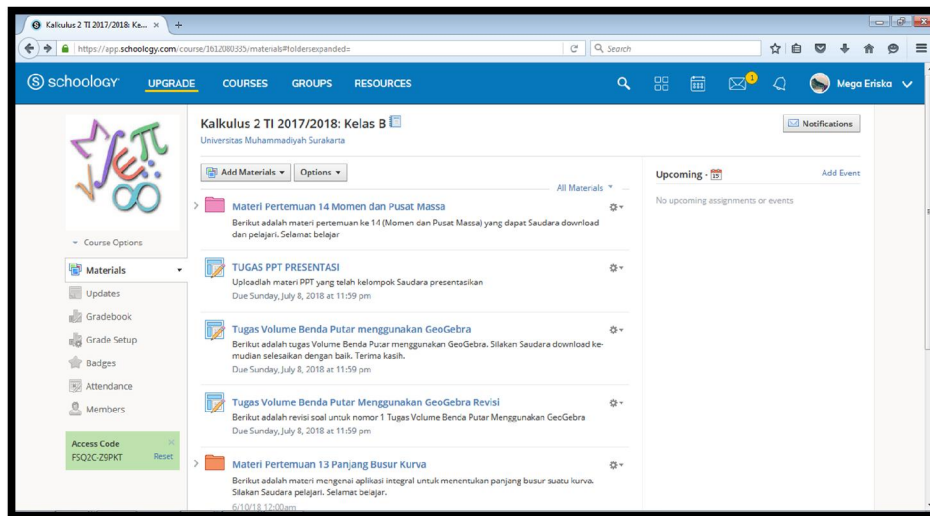 Kalkulus 2 TI 2017/2018: Ke...
https://app.schoology.com/course/1612080335/materials#foldersexpanded=
Search
schoology
UPGRADE
COURSES
GROUPS
RESOURCES
1
Mega Eriska
Kalkulus 2 TI 2017/2018: Kelas B
Universitas Muhammadiyah Surakarta
Notifications
Course Options
Materials
Updates
Gradebook
Grade Setup
Badges
Attendance
Members
Access Code
FSQ2C-Z9PKT
Reset
Add Materials
Options
All Materials
Materi Pertemuan 14 Momen dan Pusat Massa
Berikut adalah materi pertemuan ke 14 (Momen dan Pusat Massa) yang dapat Saudara download
dan pelajari. Selamat belajar
TUGAS PPT PRESENTASI
Uploadlah materi PPT yang telah kelompok Saudara presentasikan
Due Sunday, July 8, 2018 at 11:59 pm
Tugas Volume Benda Putar menggunakan GeoGebra
Berikut adalah tugas Volume Benda Putar menggunakan GeoGebra. Silakan Saudara download ke-
mudian selesaikan dengan baik. Terima kasih.
Due Sunday, July 8, 2018 at 11:59 pm
Tugas Volume Benda Putar Menggunakan GeoGebra Revisi
Berikut adalah revisi soal untuk nomor 1 Tugas Volume Benda Putar Menggunakan GeoGebra
Due Sunday, July 8, 2018 at 11:59 pm
Materi Pertemuan 13 Panjang Busur Kurva
Berikut adalah materi mengenai aplikasi integral untuk menentukan panjang busur suatu kurva.
Silakan Saudara pelajari. Selamat belajar.
6/10/18 12:00am
Upcoming
15
Add Event
No upcoming assignments or events